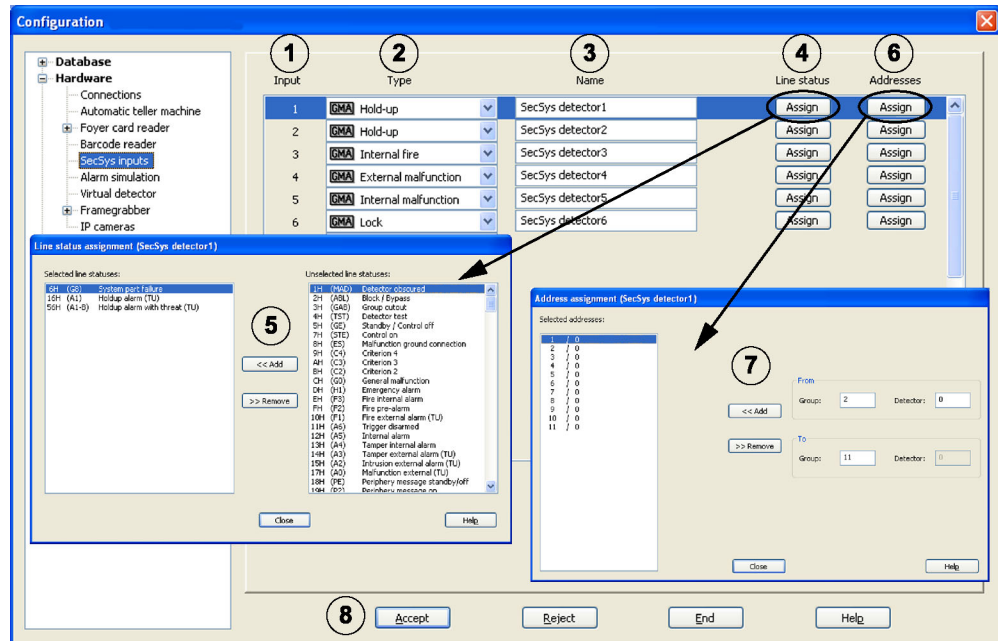 Configuration
Database
Hardware
Connections
Automatic teller machine
Foyer card reader
Barcode reader
SecSys inputs
Alarm simulation
Virtual detector
Framegrabber
IP cameras
1 2 3 4 6
Input Type Name Line status Addresses
1 GMA Hold-up SecSys detector1 Assign Assign
2 GMA Hold-up SecSys detector2 Assign Assign
3 GMA Internal fire SecSys detector3 Assign Assign
4 GMA External malfunction SecSys detector4 Assign Assign
5 GMA Internal malfunction SecSys detector5 Assign Assign
6 GMA Lock SecSys detector6 Assign Assign
Line status assignment (SecSys detector1)
Selected line statuses:
6H (G8) System part failure
16H (A1) Holdup alarm (TU)
56H (A1-8) Holdup alarm with threat (TU)
5
<< Add
>> Remove
Unselected line statuses:
1H (MAD) Detector obscured
2H (ABL) Block / Bypass
3H (GAB) Group cutout
4H (TST) Detector test
5H (GE) Standby / Control off
7H (STE) Control on
8H (ES) Malfunction ground connection
9H (C4) Criterion 4
AH (C3) Criterion 3
BH (C2) Criterion 2
CH (G0) General malfunction
DH (H1) Emergency alarm
EH (F3) Fire internal alarm
FH (F2) Fire pre-alarm
10H (F1) Fire external alarm (TU)
11H (A6) Trigger disarmed
12H (A5) Internal alarm
13H (A4) Tamper internal alarm
14H (A3) Tamper external alarm (TU)
15H (A2) Intrusion external alarm (TU)
17H (A0) Malfunction external (TU)
18H (PE) Periphery message standby/off
19H (P2) Periphery message on
Close Help
Address assignment (SecSys detector1)
Selected addresses:
1 / 0
2 / 0
3 / 0
4 / 0
5 / 0
6 / 0
7 / 0
8 / 0
9 / 0
10 / 0
11 / 0
7
<< Add
>> Remove
From
Group: 2 Detector: 0
To
Group: 11 Detector: 0
Close Help
8 Accept Reject End Help